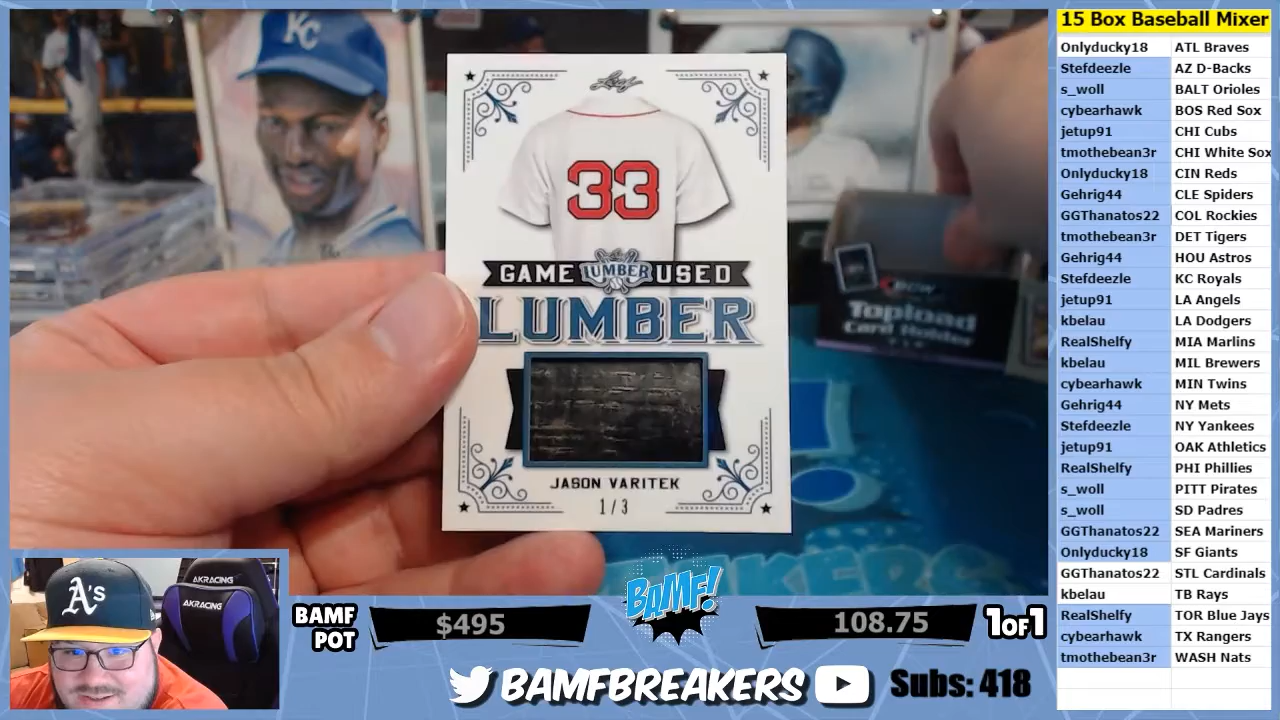 KC
Leaf
33
GAME LUMBER USED
LUMBER
JASON VARITEK
1/3
Topload
Card Holder
A's
AKRACING
AKRACING
BAMF
POT
$495
BAMF!
108.75
1OF1
BAMFBREAKERS
Subs: 418
15 Box Baseball Mixer
Onlyducky18 ATL Braves
Stefdeezle AZ D-Backs
s_woll BALT Orioles
cybearhawk BOS Red Sox
jetup91 CHI Cubs
tmothebean3r CHI White Sox
Onlyducky18 CIN Reds
Gehrig44 CLE Spiders
GGThanatos22 COL Rockies
tmothebean3r DET Tigers
Gehrig44 HOU Astros
Stefdeezle KC Royals
jetup91 LA Angels
kbelau LA Dodgers
RealShelfy MIA Marlins
kbelau MIL Brewers
cybearhawk MIN Twins
Gehrig44 NY Mets
Stefdeezle NY Yankees
jetup91 OAK Athletics
RealShelfy PHI Phillies
s_woll PITT Pirates
s_woll SD Padres
GGThanatos22 SEA Mariners
Onlyducky18 SF Giants
GGThanatos22 STL Cardinals
kbelau TB Rays
RealShelfy TOR Blue Jays
cybearhawk TX Rangers
tmothebean3r WASH Nats